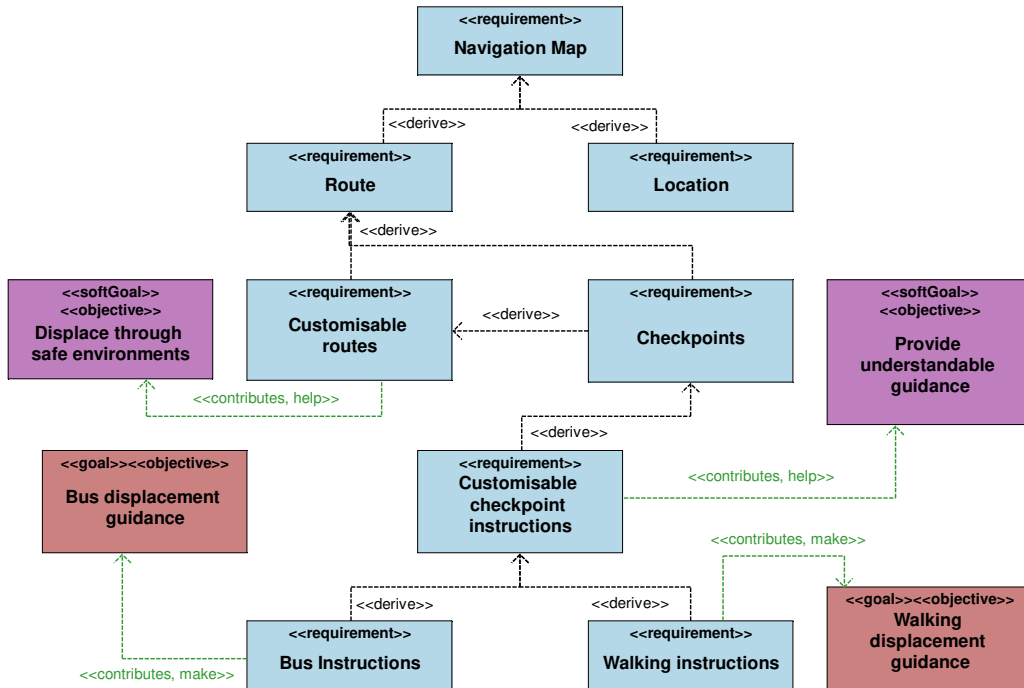 <<requirement>>
Navigation Map
<<derive>>
<<derive>>
<<requirement>>
Route
<<requirement>>
Location
<<derive>>
<<softGoal>>
<<objective>>
Displace through
safe environments
<<requirement>>
Customisable
routes
<<derive>>
<<requirement>>
Checkpoints
<<softGoal>>
<<objective>>
Provide
understandable
guidance
<<contributes, help>>
<<derive>>
<<goal>><<objective>>
Bus displacement
guidance
<<requirement>>
Customisable
checkpoint
instructions
<<contributes, help>>
<<contributes, make>>
<<derive>>
<<derive>>
<<goal>><<objective>>
Walking
displacement
guidance
<<requirement>>
Bus Instructions
<<requirement>>
Walking instructions
<<contributes, make>>